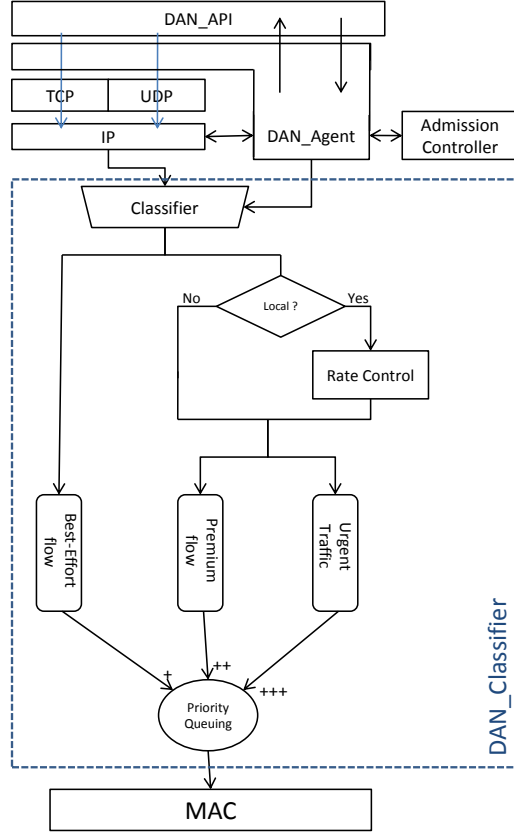 DAN_API
TCP
UDP
IP
DAN_Agent
Admission
Controller
Classifier
No
Local ?
Yes
Rate Control
Best-Effort
flow
Premium
flow
Urgent
Traffic
+
++
+++
Priority
Queuing
DAN_Classifier
MAC